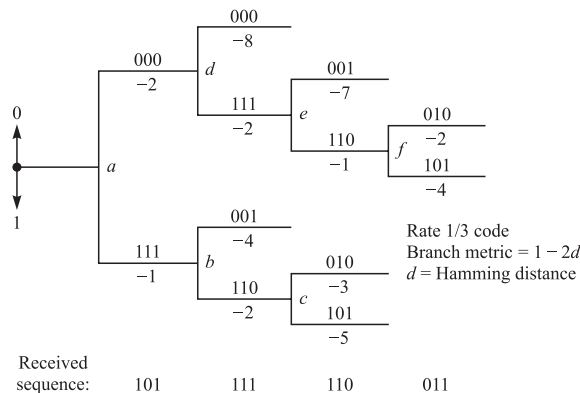 000
−8
000
−2
d
001
−7
111
−2
e
010
−2
110
−1
f
101
−4
0
a
1
001
−4
111
−1
b
010
−3
110
−2
c
101
−5
Rate 1/3 code
Branch metric = 1 − 2d
d = Hamming distance
Received
sequence: 101 111 110 011